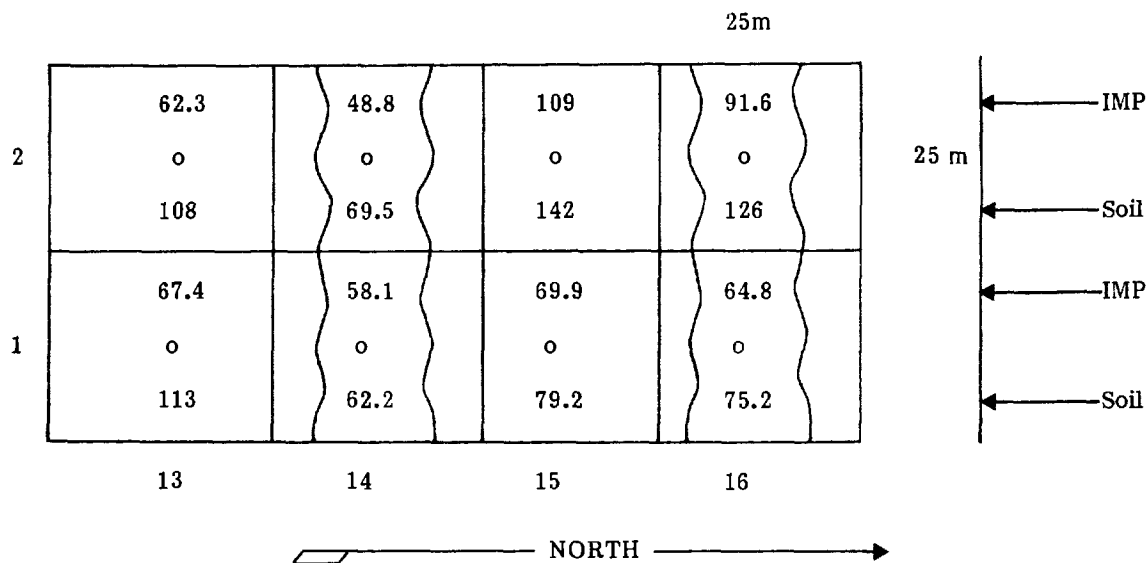 25m
62.3 48.8 109 91.6 IMP
2 o o o o 25 m
108 69.5 142 126 Soil
67.4 58.1 69.9 64.8 IMP
1 o o o o
113 62.2 79.2 75.2 Soil
13 14 15 16
NORTH